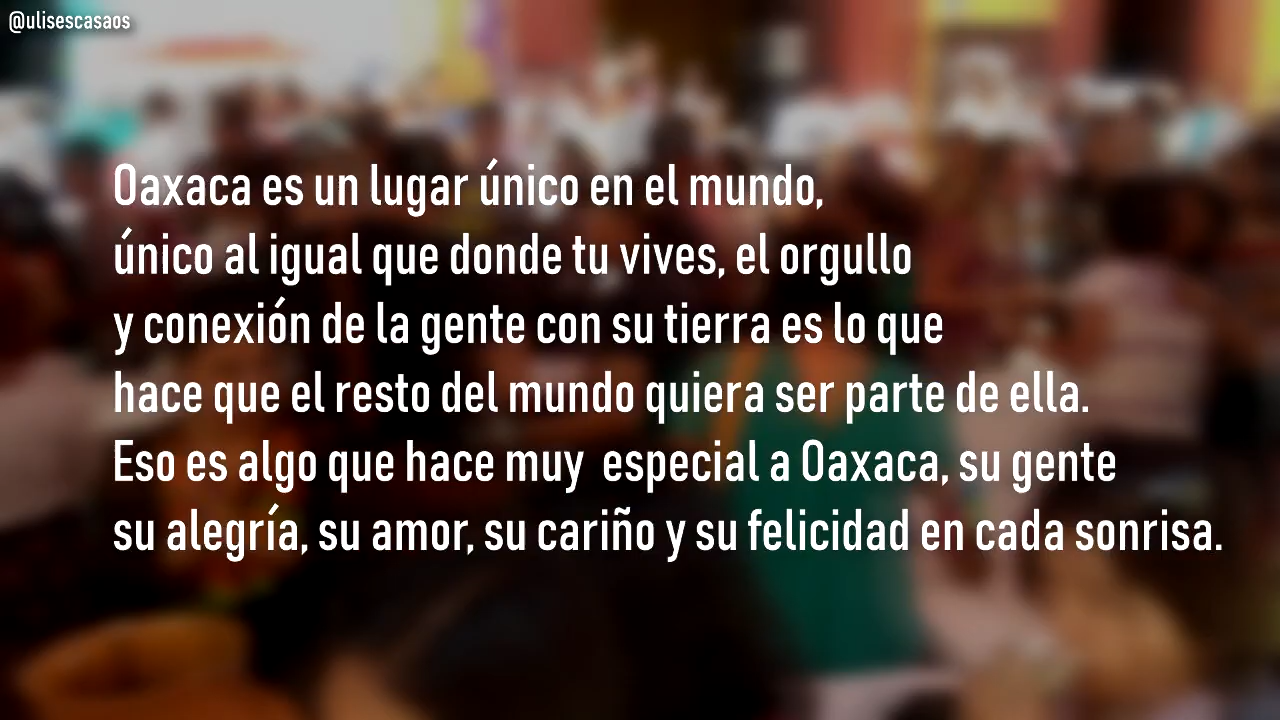 @ulisescasaos
Oaxaca es un lugar único en el mundo,
único al igual que donde tu vives, el orgullo
y conexión de la gente con su tierra es lo que
hace que el resto del mundo quiera ser parte de ella.
Eso es algo que hace muy  especial a Oaxaca, su gente
su alegría, su amor, su cariño y su felicidad en cada sonrisa.